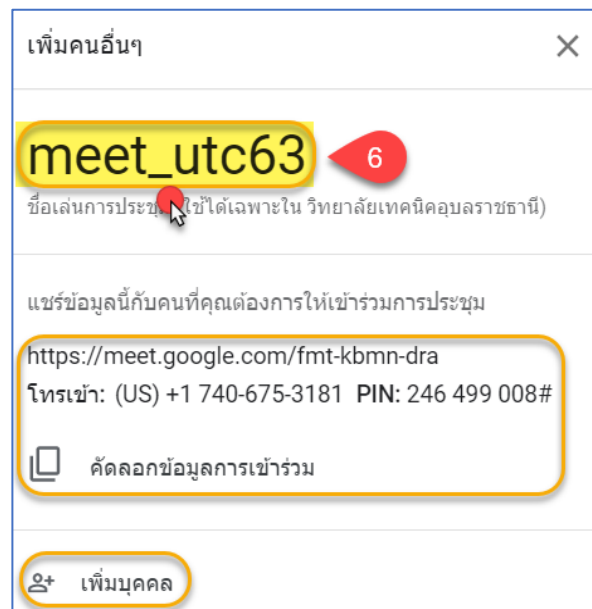 เพิ่มคนอื่นๆ
meet_utc63
6
ชื่อเล่นการประชุม ใช้ได้เฉพาะใน วิทยาลัยเทคนิคอุบลราชธานี)
แชร์ข้อมูลนี้กับคนที่คุณต้องการให้เข้าร่วมการประชุม
https://meet.google.com/fmt-kbmn-dra
โทรเข้า: (US) +1 740-675-3181 PIN: 246 499 008#
คัดลอกข้อมูลการเข้าร่วม
เพิ่มบุคคล